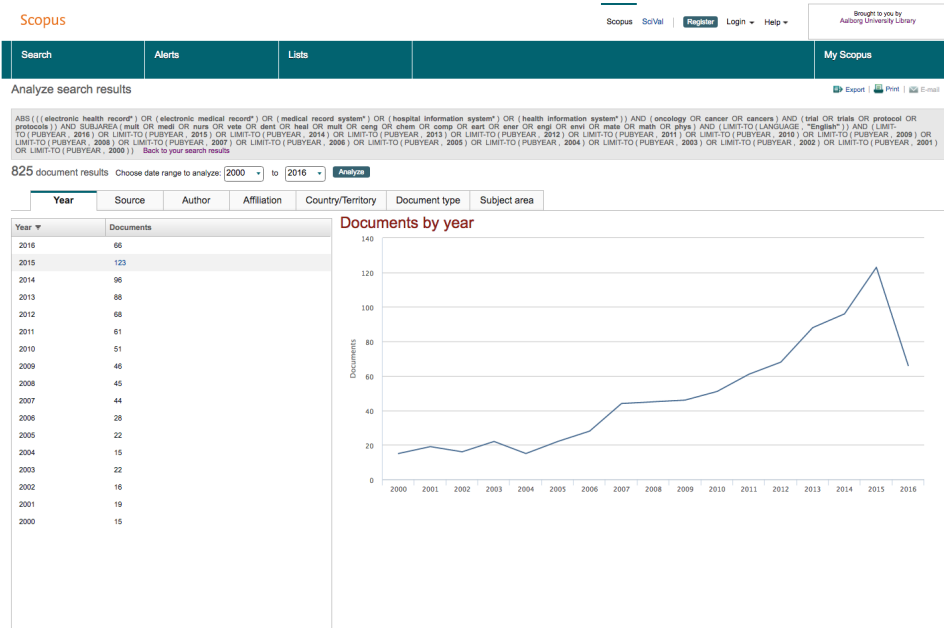 Scopus
Scopus SciVal Register Login Help
Brought to you by
Aalborg University Library
Search Alerts Lists My Scopus
Analyze search results
Export Print E-mail
ABS ( ( ( electronic health record* ) OR ( electronic medical record* ) OR ( medical record system* ) OR ( hospital information system* ) OR ( health information system* ) ) AND ( oncology OR cancer OR cancers ) AND ( trial OR trials OR protocol OR
protocols ) ) AND SUBJAREA ( mult OR medi OR nurs OR vete OR dent OR heal OR mult OR ceng OR chem OR comp OR eart OR ener OR engi OR envi OR mate OR math OR phys ) AND ( LIMIT-TO ( LANGUAGE , "English" ) ) AND ( LIMIT-
TO ( PUBYEAR , 2016 ) OR LIMIT-TO ( PUBYEAR , 2015 ) OR LIMIT-TO ( PUBYEAR , 2014 ) OR LIMIT-TO ( PUBYEAR , 2013 ) OR LIMIT-TO ( PUBYEAR , 2012 ) OR LIMIT-TO ( PUBYEAR , 2011 ) OR LIMIT-TO ( PUBYEAR , 2010 ) OR LIMIT-TO ( PUBYEAR , 2009 ) OR
LIMIT-TO ( PUBYEAR , 2008 ) OR LIMIT-TO ( PUBYEAR , 2007 ) OR LIMIT-TO ( PUBYEAR , 2006 ) OR LIMIT-TO ( PUBYEAR , 2005 ) OR LIMIT-TO ( PUBYEAR , 2004 ) OR LIMIT-TO ( PUBYEAR , 2003 ) OR LIMIT-TO ( PUBYEAR , 2002 ) OR LIMIT-TO ( PUBYEAR , 2001 )
OR LIMIT-TO ( PUBYEAR , 2000 ) ) Back to your search results
825 document results Choose date range to analyze: 2000 to 2016 Analyze
Year Source Author Affiliation Country/Territory Document type Subject area
Year Documents
2016 66
2015 123
2014 96
2013 88
2012 68
2011 61
2010 51
2009 46
2008 45
2007 44
2006 28
2005 22
2004 15
2003 22
2002 16
2001 19
2000 15
Documents by year
140
120
100
80
60
40
20
0
Documents
2000 2001 2002 2003 2004 2005 2006 2007 2008 2009 2010 2011 2012 2013 2014 2015 2016